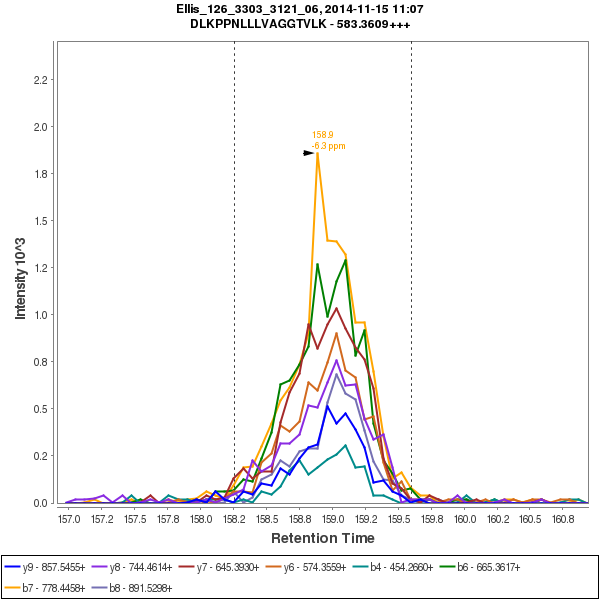 Ellis_126_3303_3121_06, 2014-11-15 11:07
DLKPPNLLLVAGGTVLK - 583.3609+++
Intensity 10^3
2.2
2.0
1.8
1.5
1.2
1.0
0.8
0.5
0.2
0.0
158.9
-6.3 ppm
157.0 157.2 157.5 157.8 158.0 158.2 158.5 158.8 159.0 159.2 159.5 159.8 160.0 160.2 160.5 160.8
Retention Time
y9 - 857.5455+ y8 - 744.4614+ y7 - 645.3930+ y6 - 574.3559+ b4 - 454.2660+ b6 - 665.3617+
b7 - 778.4458+ b8 - 891.5298+